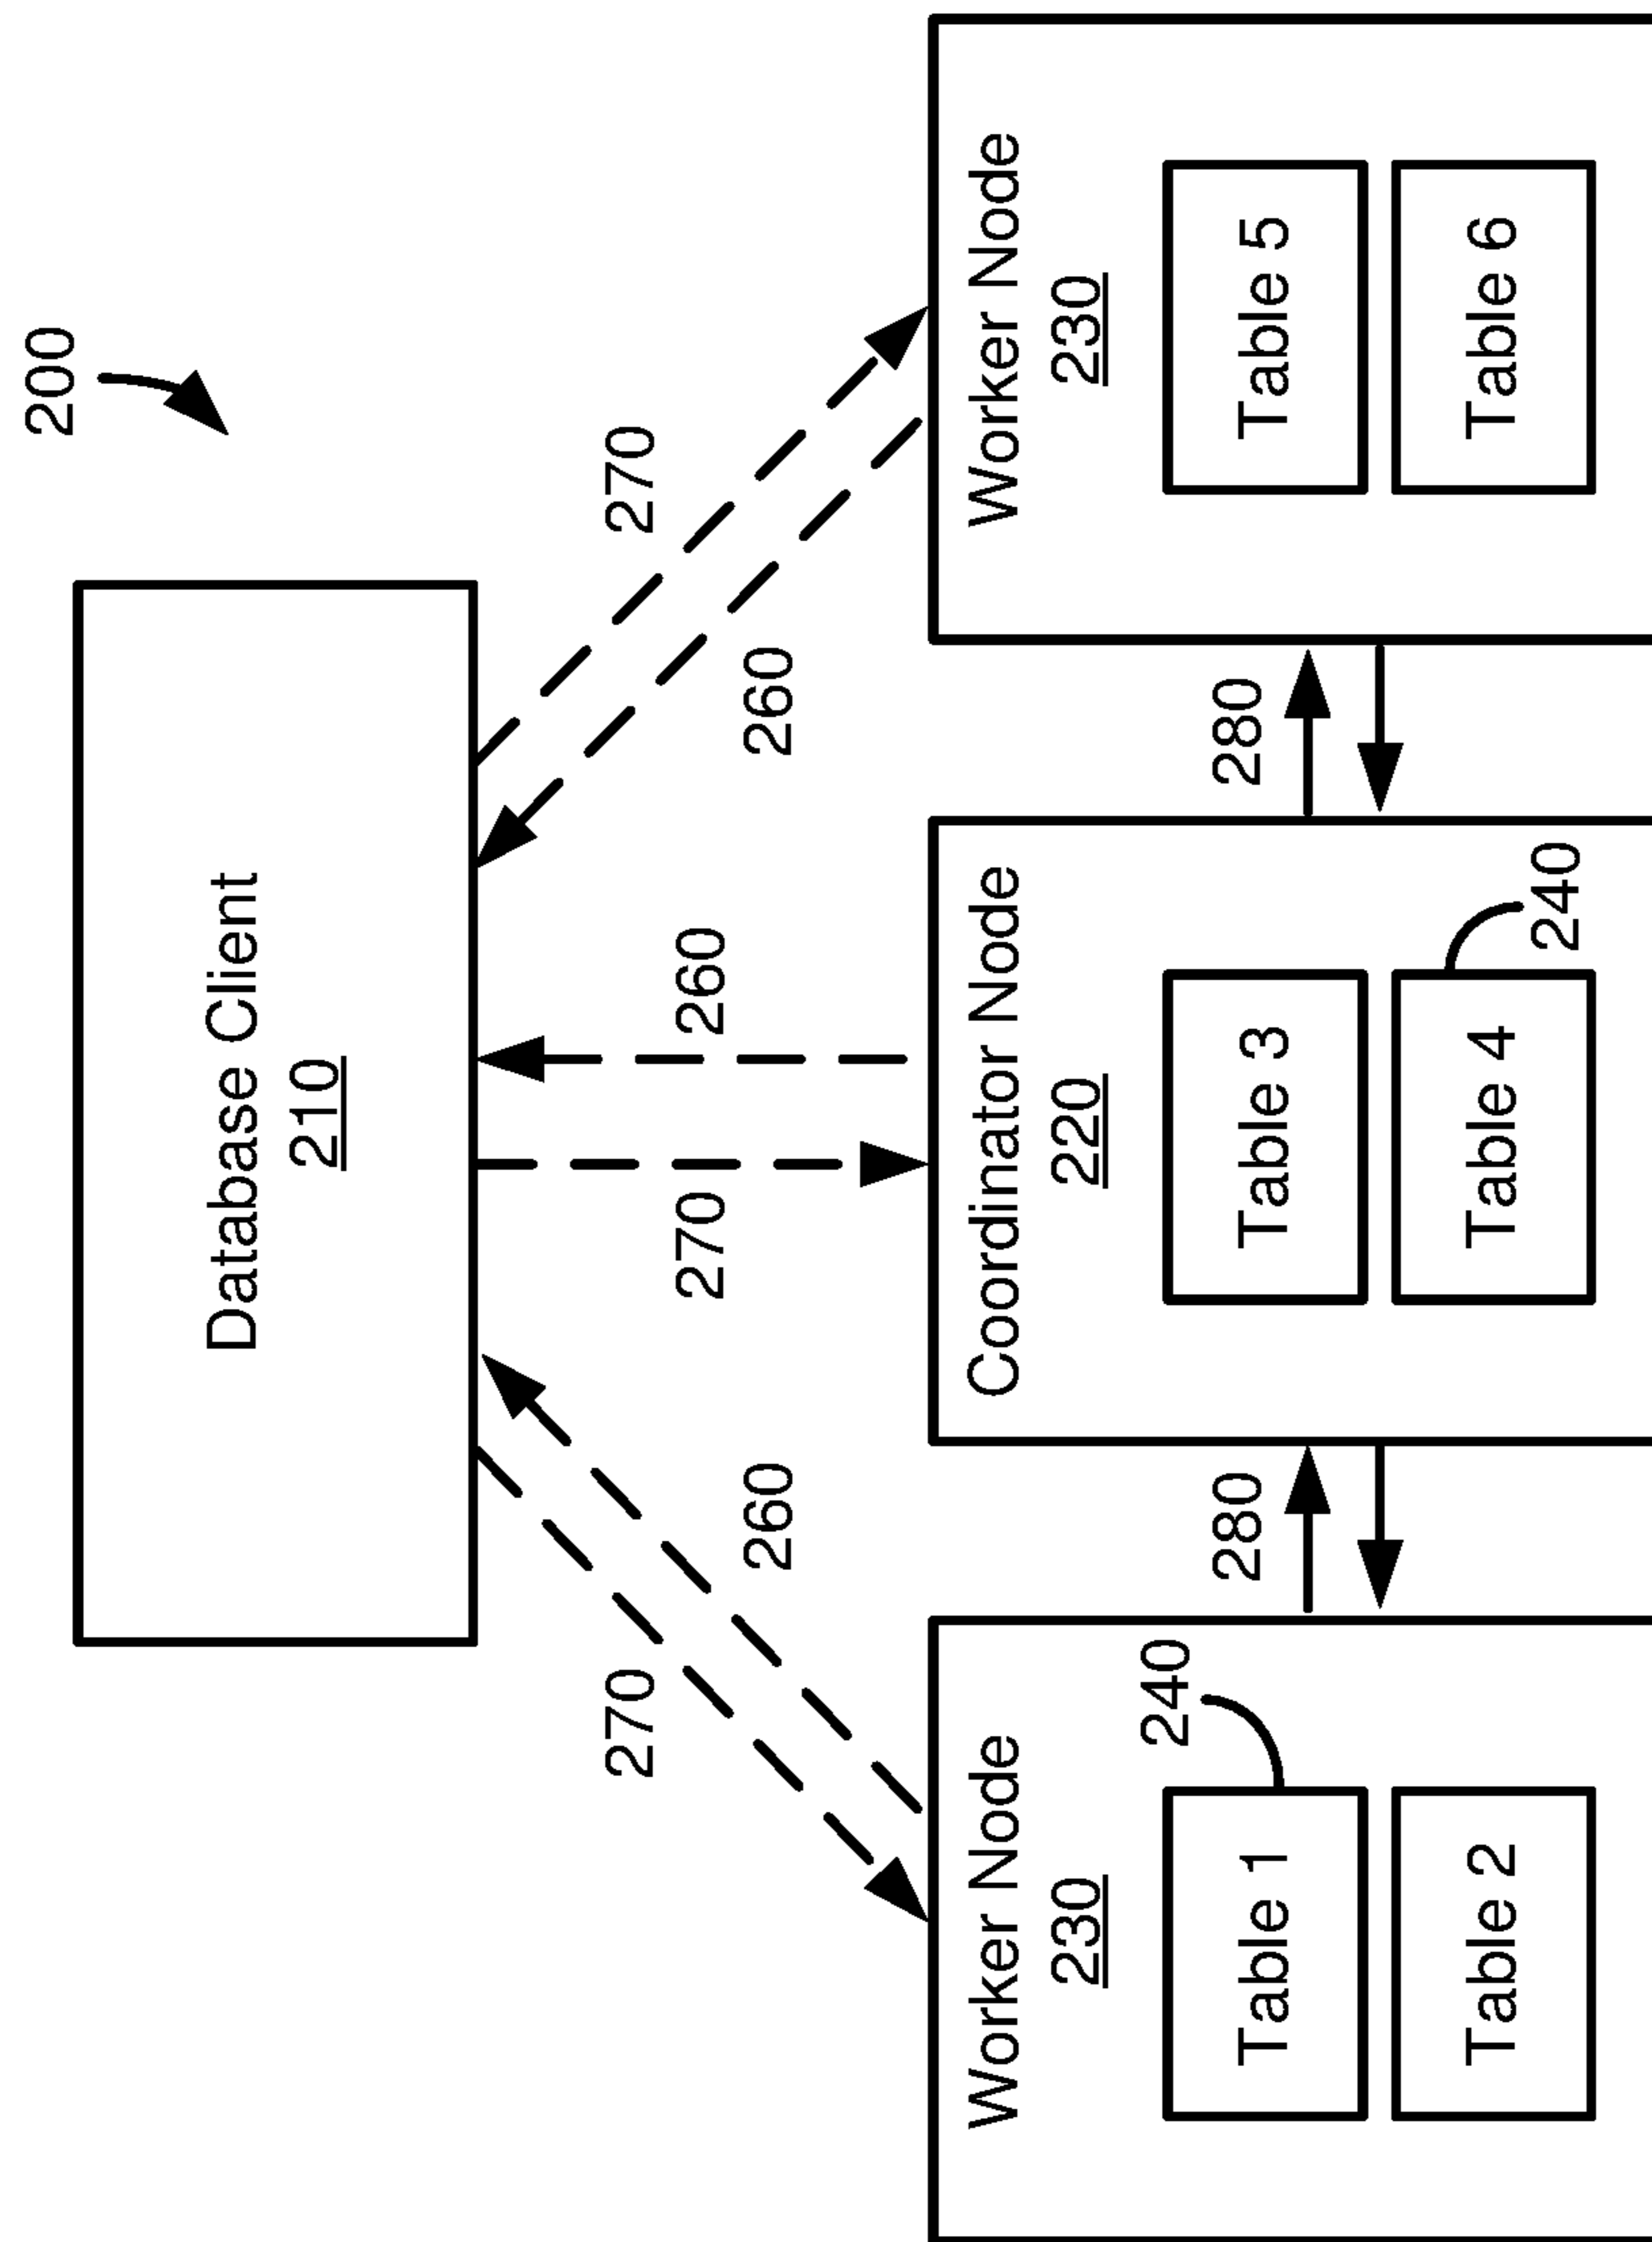 200
Database Client
210
270
270
260
260
260
270
Worker Node
230
240
Table 1
Table 2
280
Coordinator Node
220
Table 3
Table 4
240
280
Worker Node
230
Table 5
Table 6